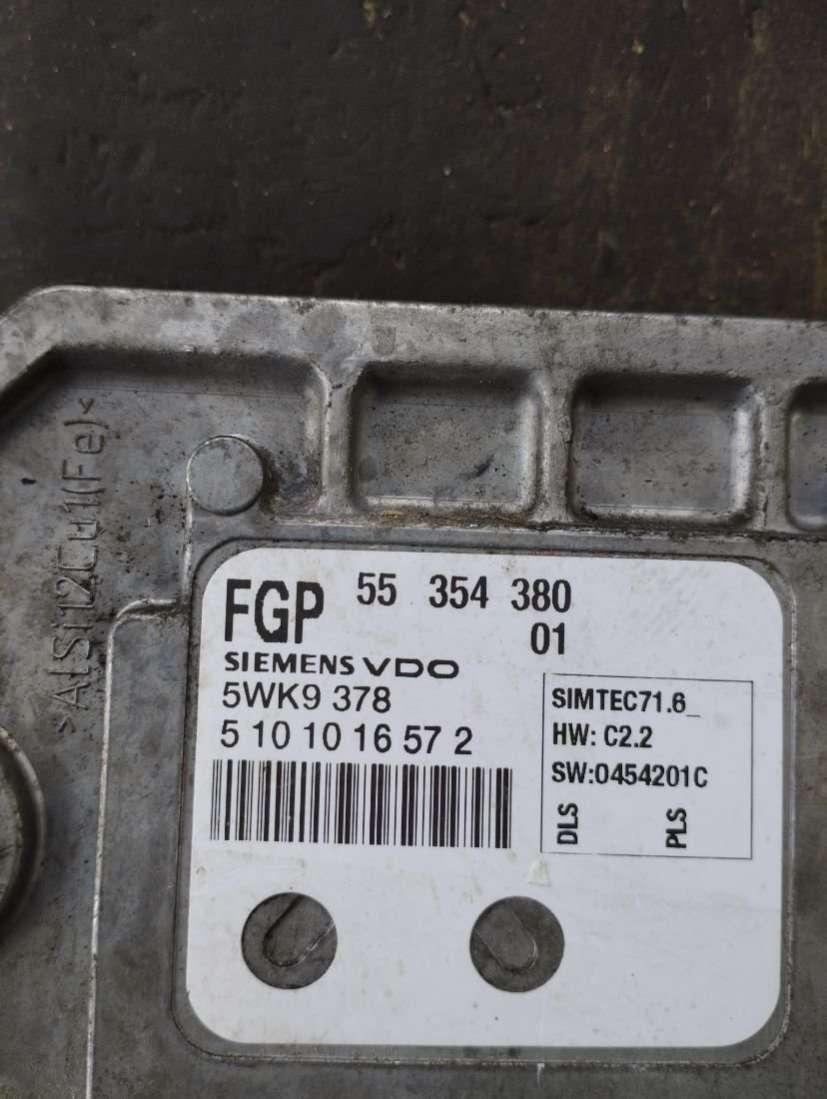 >AlSi12Cu1(Fe)<
FGP 55 354 380
01
SIEMENS VDO
5WK9 378
5 10 10 16 57 2
SIMTEC71.6_
HW: C2.2
SW:0454201C
DLS PLS